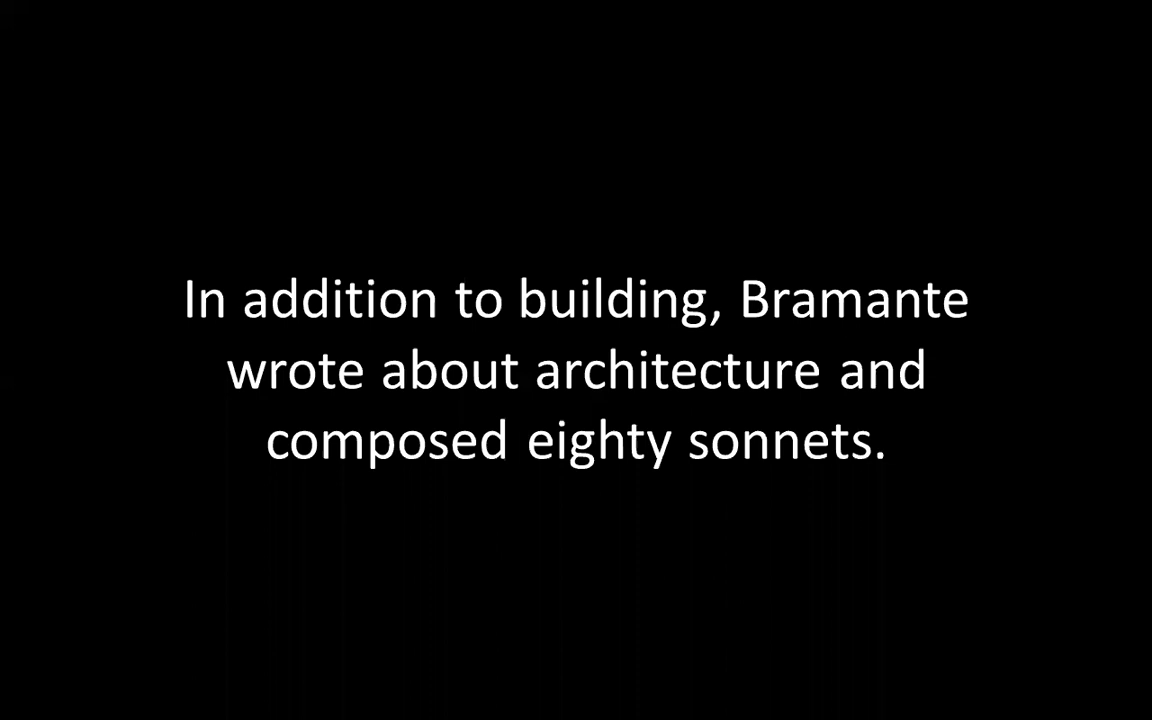 In addition to building, Bramante
wrote about architecture and
composed eighty sonnets.